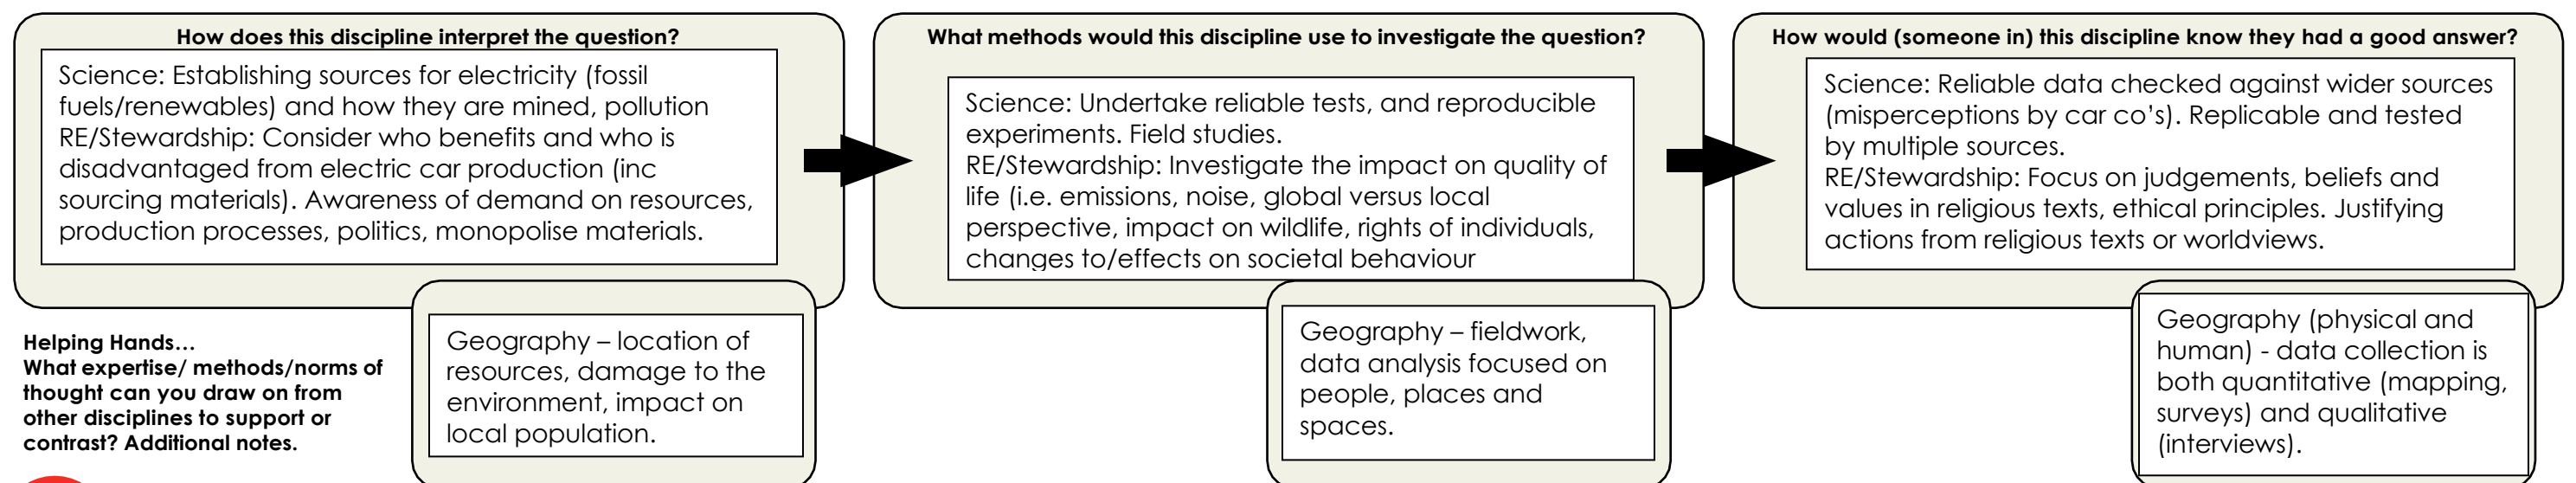 How does this discipline interpret the question?
Science: Establishing sources for electricity (fossil
fuels/renewables) and how they are mined, pollution
RE/Stewardship: Consider who benefits and who is
disadvantaged from electric car production (inc
sourcing materials). Awareness of demand on resources,
production processes, politics, monopolise materials.
What methods would this discipline use to investigate the question?
Science: Undertake reliable tests, and reproducible
experiments. Field studies.
RE/Stewardship: Investigate the impact on quality of
life (i.e. emissions, noise, global versus local
perspective, impact on wildlife, rights of individuals,
changes to/effects on societal behaviour
How would (someone in) this discipline know they had a good answer?
Science: Reliable data checked against wider sources
(misperceptions by car co’s). Replicable and tested
by multiple sources.
RE/Stewardship: Focus on judgements, beliefs and
values in religious texts, ethical principles. Justifying
actions from religious texts or worldviews.
Helping Hands…
What expertise/ methods/norms of
thought can you draw on from
other disciplines to support or
contrast? Additional notes.
Geography – location of
resources, damage to the
environment, impact on
local population.
Geography – fieldwork,
data analysis focused on
people, places and
spaces.
Geography (physical and
human) - data collection is
both quantitative (mapping,
surveys) and qualitative
(interviews).